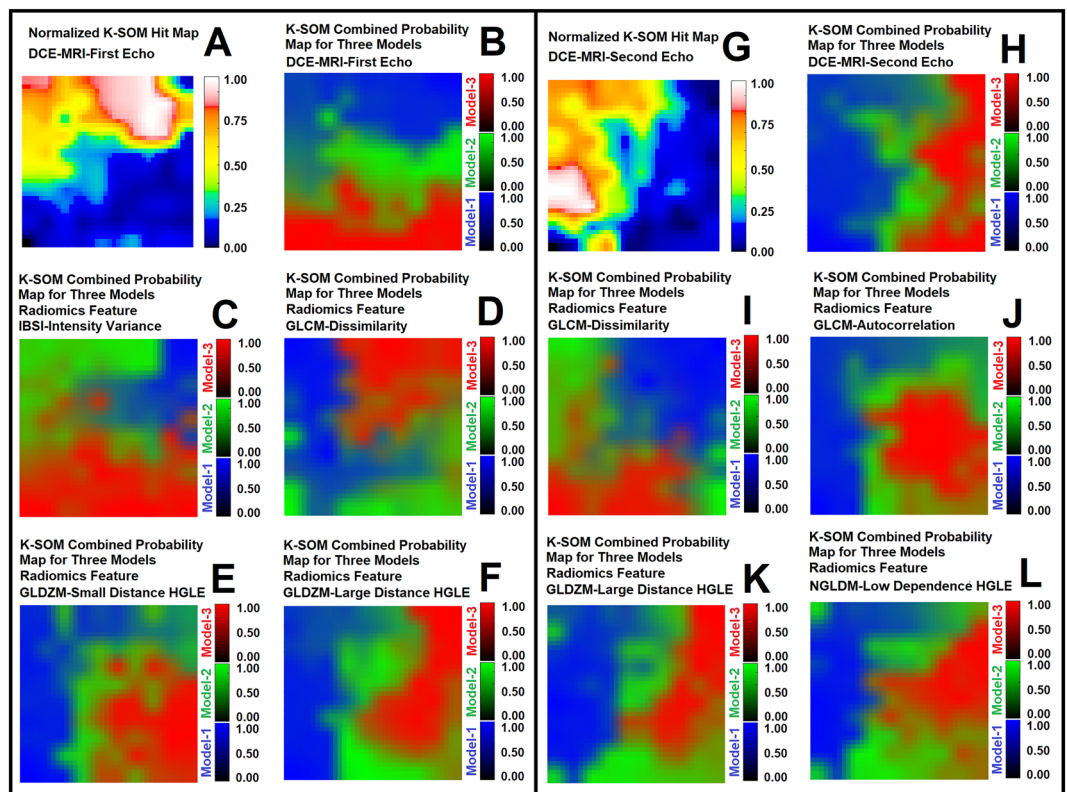 Normalized K-SOM Hit Map
DCE-MRI-First Echo
A
1.00
0.75
0.50
0.25
0.00
K-SOM Combined Probability
Map for Three Models
DCE-MRI-First Echo
B
Model-3
Model-2
Model-1
1.00
0.50
0.00
1.00
0.50
0.00
1.00
0.50
0.00
Normalized K-SOM Hit Map
DCE-MRI-Second Echo
G
1.00
0.75
0.50
0.25
0.00
K-SOM Combined Probability
Map for Three Models
DCE-MRI-Second Echo
H
Model-3
Model-2
Model-1
1.00
0.50
0.00
1.00
0.50
0.00
1.00
0.50
0.00
K-SOM Combined Probability
Map for Three Models
Radiomics Feature
IBSI-Intensity Variance
C
Model-3
Model-2
Model-1
1.00
0.50
0.00
1.00
0.50
0.00
1.00
0.50
0.00
K-SOM Combined Probability
Map for Three Models
Radiomics Feature
GLCM-Dissimilarity
D
Model-3
Model-2
Model-1
1.00
0.50
0.00
1.00
0.50
0.00
1.00
0.50
0.00
K-SOM Combined Probability
Map for Three Models
Radiomics Feature
GLCM-Dissimilarity
I
Model-3
Model-2
Model-1
1.00
0.50
0.00
1.00
0.50
0.00
1.00
0.50
0.00
K-SOM Combined Probability
Map for Three Models
Radiomics Feature
GLCM-Autocorrelation
J
Model-3
Model-2
Model-1
1.00
0.50
0.00
1.00
0.50
0.00
1.00
0.50
0.00
K-SOM Combined Probability
Map for Three Models
Radiomics Feature
GLDZM-Small Distance HGLE
E
Model-3
Model-2
Model-1
1.00
0.50
0.00
1.00
0.50
0.00
1.00
0.50
0.00
K-SOM Combined Probability
Map for Three Models
Radiomics Feature
GLDZM-Large Distance HGLE
F
Model-3
Model-2
Model-1
1.00
0.50
0.00
1.00
0.50
0.00
1.00
0.50
0.00
K-SOM Combined Probability
Map for Three Models
Radiomics Feature
GLDZM-Large Distance HGLE
K
Model-3
Model-2
Model-1
1.00
0.50
0.00
1.00
0.50
0.00
1.00
0.50
0.00
K-SOM Combined Probability
Map for Three Models
Radiomics Feature
NGLDM-Low Dependence HGLE
L
Model-3
Model-2
Model-1
1.00
0.50
0.00
1.00
0.50
0.00
1.00
0.50
0.00